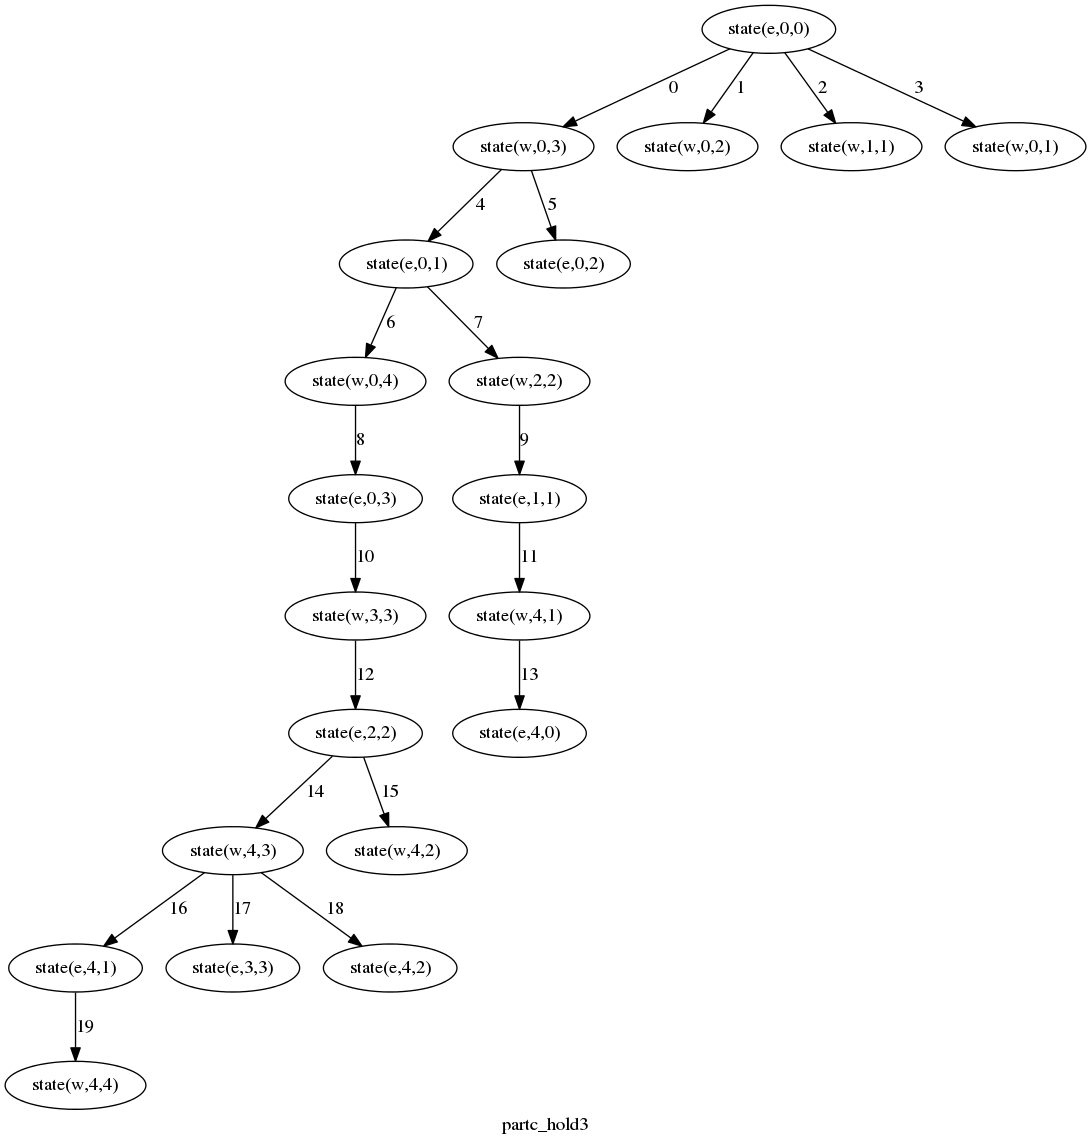 state(e,0,0)
0
1
2
3
state(w,0,3)
state(w,0,2)
state(w,1,1)
state(w,0,1)
4
5
state(e,0,1)
state(e,0,2)
6
7
state(w,0,4)
state(w,2,2)
8
9
state(e,0,3)
state(e,1,1)
10
11
state(w,3,3)
state(w,4,1)
12
13
state(e,2,2)
state(e,4,0)
14
15
state(w,4,3)
state(w,4,2)
16
17
18
state(e,4,1)
state(e,3,3)
state(e,4,2)
19
state(w,4,4)
partc_hold3